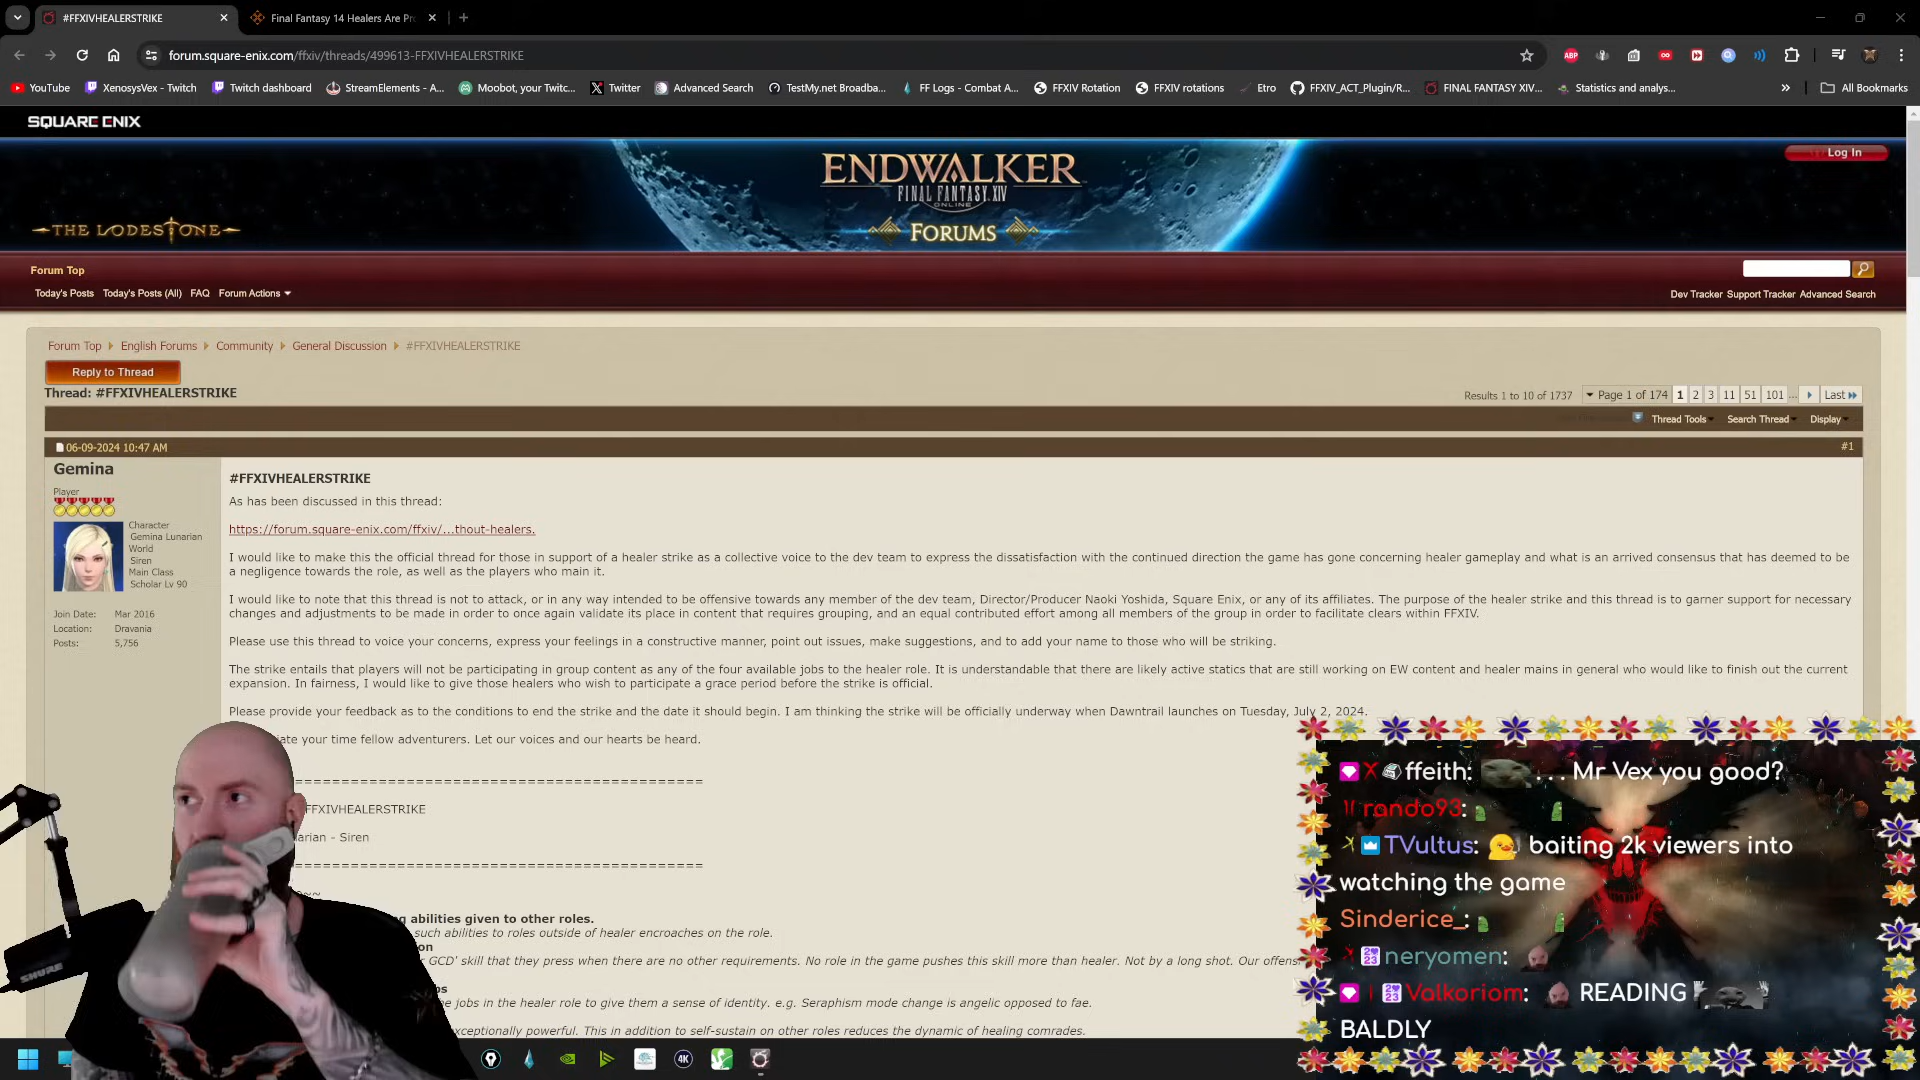 #FFXIVHEALERSTRIKE
Final Fantasy 14 Healers Are Pr
forum.square-enix.com/ffxiv/threads/499613-FFXIVHEALERSTRIKE
YouTube XenosysVex - Twitch Twitch dashboard StreamElements - A... Moobot, your Twitc... Twitter Advanced Search TestMy.net Broadba... FF Logs - Combat A... FFXIV Rotation FFXIV rotations Etro FFXIV_ACT_Plugin/R... FINAL FANTASY XIV... Statistics and analys... » All Bookmarks
SQUARE ENIX
Log In
ENDWALKER
FINAL FANTASY XIV
ONLINE
THE LODESTONE
FORUMS
Forum Top
Today's Posts Today's Posts (All) FAQ Forum Actions
Dev Tracker Support Tracker Advanced Search
Forum Top English Forums Community General Discussion #FFXIVHEALERSTRIKE
Reply to Thread
Thread: #FFXIVHEALERSTRIKE
Results 1 to 10 of 1737 Page 1 of 174 1 2 3 11 51 101 ... Last
Thread Tools Search Thread Display
06-09-2024 10:47 AM #1
Gemina
Player
Character
Gemina Lunarian
World
Siren
Main Class
Scholar Lv 90
Join Date: Mar 2016
Location: Dravania
Posts: 5,756
#FFXIVHEALERSTRIKE
As has been discussed in this thread:
https://forum.square-enix.com/ffxiv/...thout-healers.
I would like to make this the official thread for those in support of a healer strike as a collective voice to the dev team to express the dissatisfaction with the continued direction the game has gone concerning healer gameplay and what is an arrived consensus that has deemed to be
a negligence towards the role, as well as the players who main it.
I would like to note that this thread is not to attack, or in any way intended to be offensive towards any member of the dev team, Director/Producer Naoki Yoshida, Square Enix, or any of its affiliates. The purpose of the healer strike and this thread is to garner support for necessary
changes and adjustments to be made in order to once again validate its place in content that requires grouping, and an equal contributed effort among all members of the group in order to facilitate clears within FFXIV.
Please use this thread to voice your concerns, express your feelings in a constructive manner, point out issues, make suggestions, and to add your name to those who will be striking.
The strike entails that players will not be participating in group content as any of the four available jobs to the healer role. It is understandable that there are likely active statics that are still working on EW content and healer mains in general who would like to finish out the current
expansion. In fairness, I would like to give those healers who wish to participate a grace period before the strike is official.
Please provide your feedback as to the conditions to end the strike and the date it should begin. I am thinking the strike will be officially underway when Dawntrail launches on Tuesday, July 2, 2024.
iate your time fellow adventurers. Let our voices and our hearts be heard.
==========================================
FFXIVHEALERSTRIKE
arian - Siren
==========================================
~~
g abilities given to other roles.
such abilities to roles outside of healer encroaches on the role.
ion
r GCD' skill that they press when there are no other requirements. No role in the game pushes this skill more than healer. Not by a long shot. Our offens
ps
e jobs in the healer role to give them a sense of identity. e.g. Seraphism mode change is angelic opposed to fae.
exceptionally powerful. This in addition to self-sustain on other roles reduces the dynamic of healing comrades.
ffeith: ... Mr Vex you good?
rando93:
TVultus: baiting 2k viewers into
watching the game
Sinderice_:
neryomen:
Valkoriom: READING
BALDLY
SHURE
4K